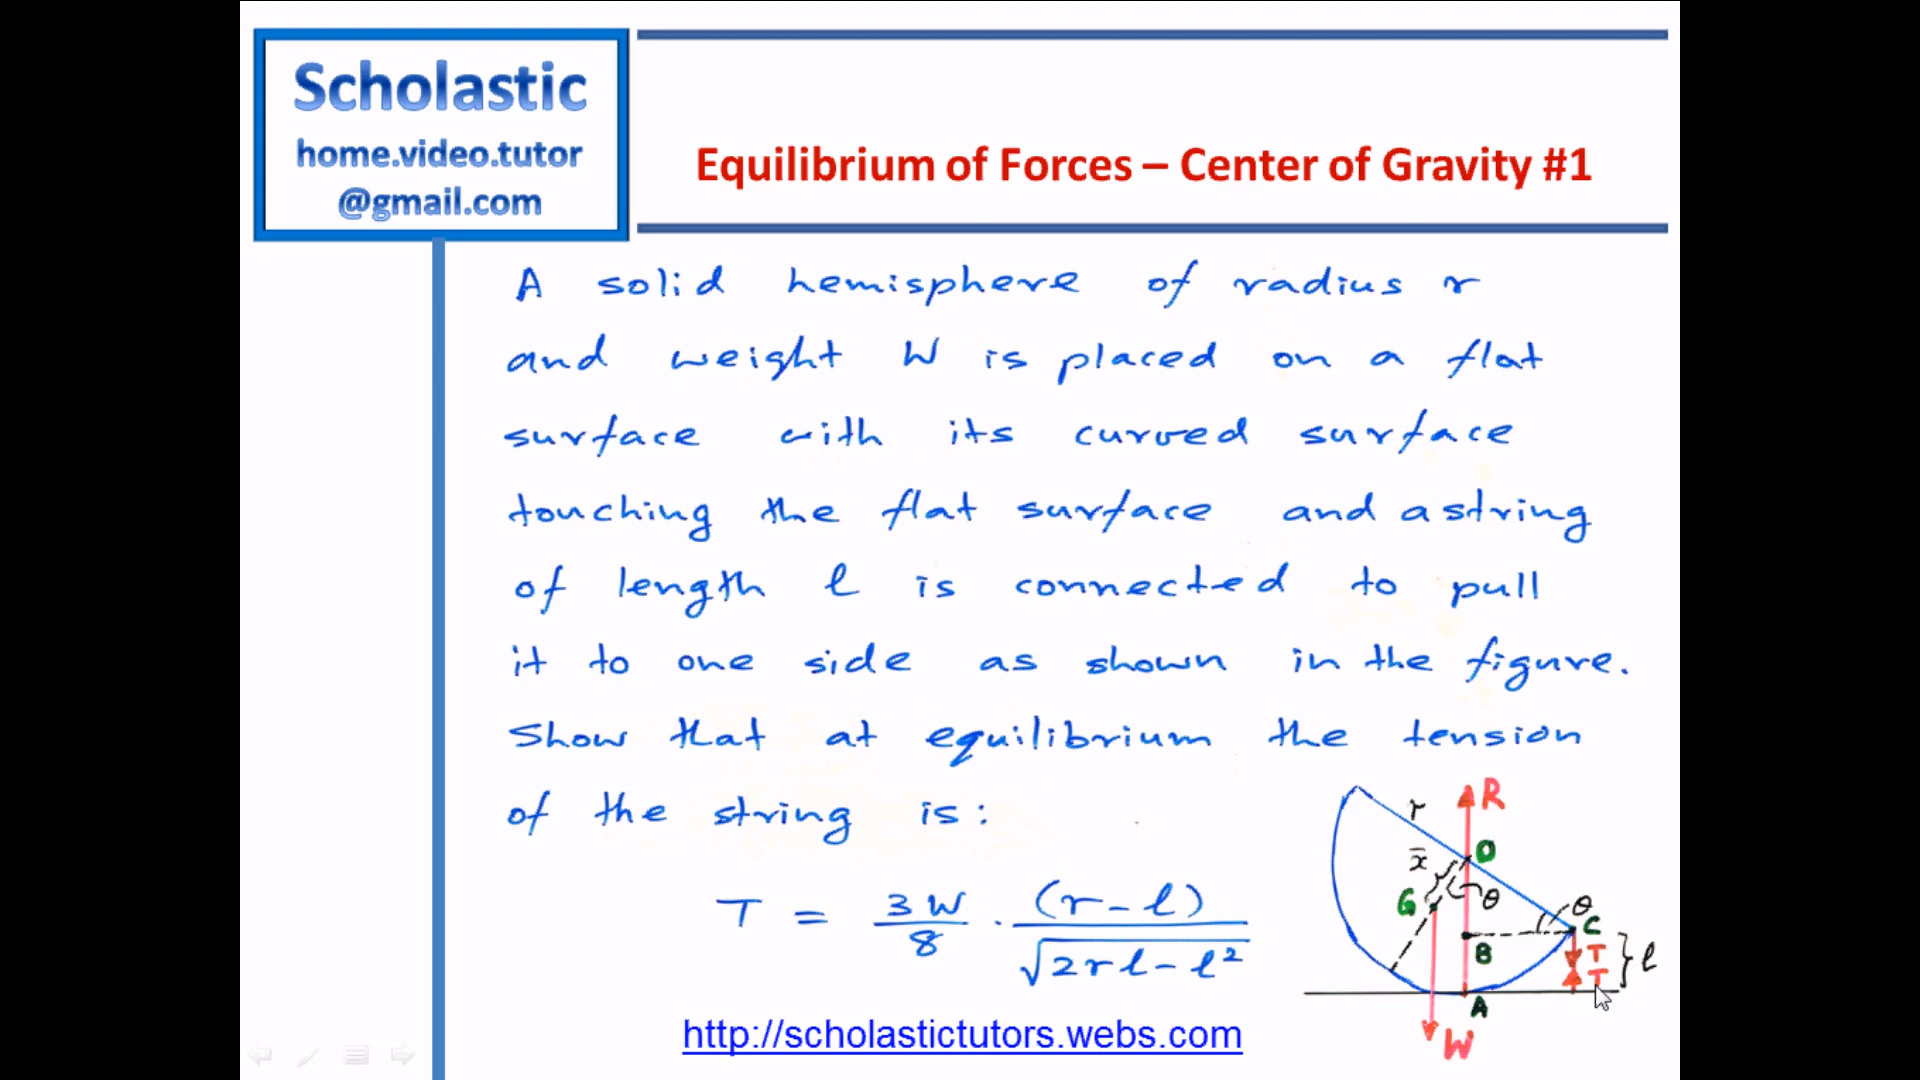 Scholastic
home.video.tutor
@gmail.com
Equilibrium of Forces – Center of Gravity #1
A solid hemisphere of radius r
and weight W is placed on a flat
surface with its curved surface
touching the flat surface and a string
of length l is connected to pull
it to one side as shown in the figure.
Show that at equilibrium the tension
of the string is:
T = 3W/8 · (r-l)/√2rl-l²
R
r
O
x̄
θ
G
θ
C
B
T
T
l
A
W
http://scholastictutors.webs.com